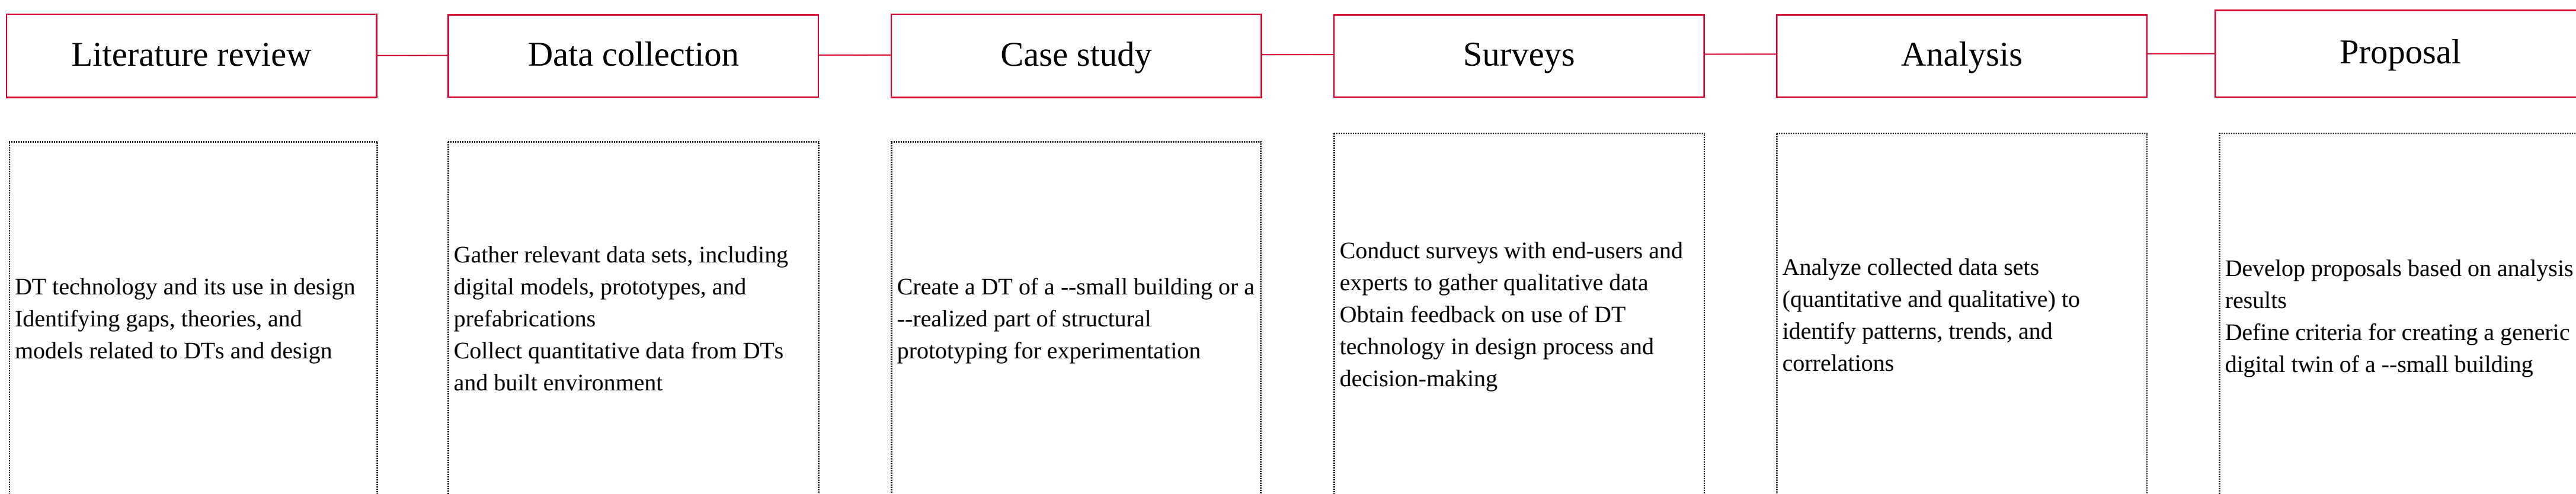 Literature review
Data collection
Case study
Surveys
Analysis
Proposal
DT technology and its use in design
Identifying gaps, theories, and
models related to DTs and design
Gather relevant data sets, including
digital models, prototypes, and
prefabrications
Collect quantitative data from DTs
and built environment
Create a DT of a --small building or a
--realized part of structural
prototyping for experimentation
Conduct surveys with end-users and
experts to gather qualitative data
Obtain feedback on use of DT
technology in design process and
decision-making
Analyze collected data sets
(quantitative and qualitative) to
identify patterns, trends, and
correlations
Develop proposals based on analysis
results
Define criteria for creating a generic
digital twin of a --small building